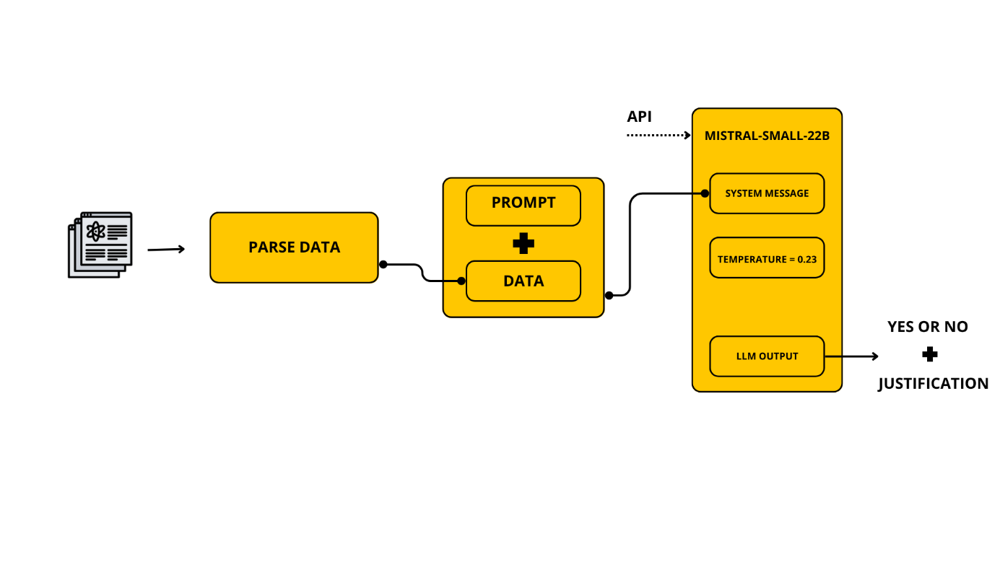 PARSE DATA
PROMPT
DATA
API
MISTRAL-SMALL-22B
SYSTEM MESSAGE
TEMPERATURE = 0.23
LLM OUTPUT
YES OR NO
JUSTIFICATION